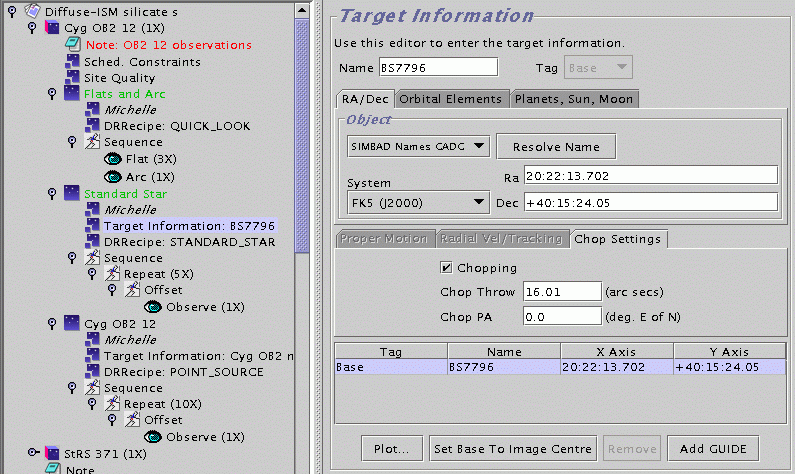 Diffuse-ISM silicate s
Cyg OB2 12 (1X)
Note: OB2 12 observations
Sched. Constraints
Site Quality
Flats and Arc
Michelle
DRRecipe: QUICK_LOOK
Sequence
Flat (3X)
Arc (1X)
Standard Star
Michelle
Target Information: BS7796
DRRecipe: STANDARD_STAR
Sequence
Repeat (5X)
Offset
Observe (1X)
Cyg OB2 12
Michelle
Target Information: Cyg OB2 n
DRRecipe: POINT_SOURCE
Sequence
Repeat (10X)
Offset
Observe (1X)
StRS 371 (1X)
Note
Target Information
Use this editor to enter the target information.
Name BS7796 Tag Base
RA/Dec Orbital Elements Planets, Sun, Moon
Object
SIMBAD Names CADC Resolve Name
System Ra 20:22:13.702
FK5 (J2000) Dec +40:15:24.05
Proper Motion Radial Vel/Tracking Chop Settings
Chopping
Chop Throw 16.01 (arc secs)
Chop PA 0.0 (deg. E of N)
Tag Name X Axis Y Axis
Base BS7796 20:22:13.702 +40:15:24.05
Plot... Set Base To Image Centre Remove Add GUIDE